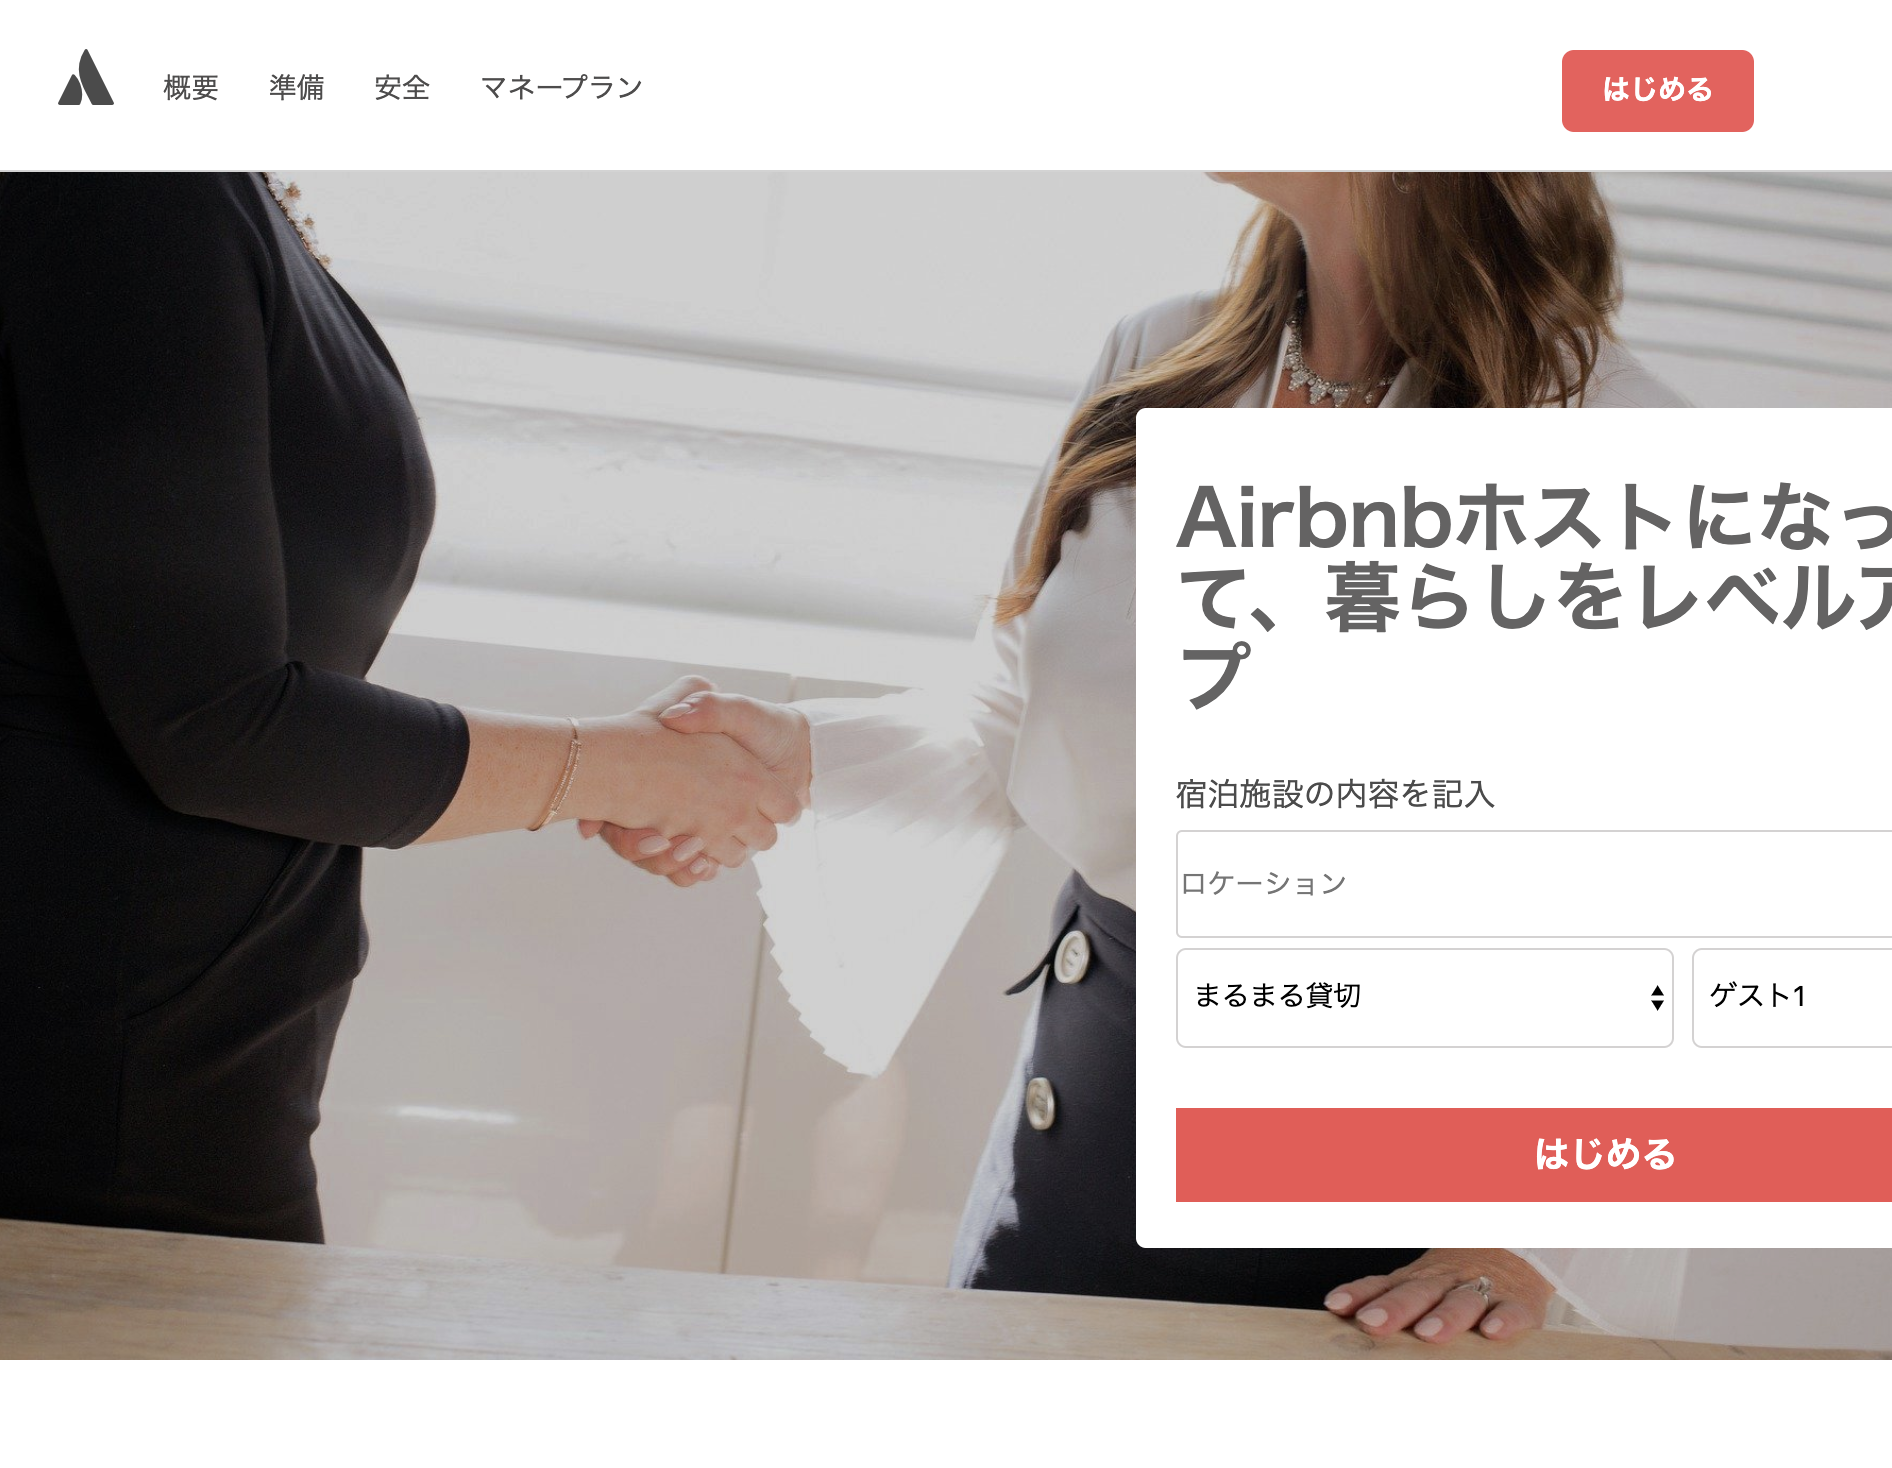 概要 準備 安全 マネープラン はじめる
Airbnbホストになっ
て、暮らしをレベルア
プ
宿泊施設の内容を記入
ロケーション
まるまる貸切 ゲスト1
はじめる